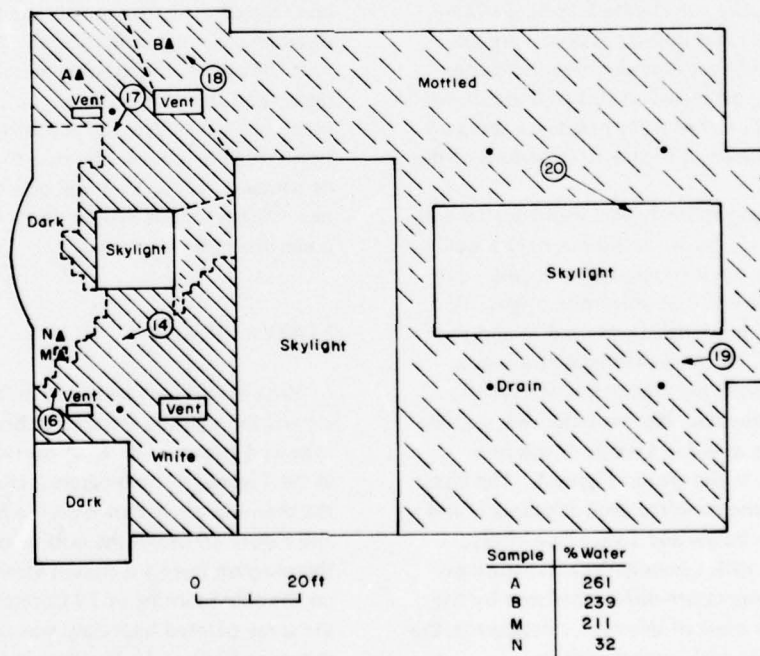 B
18
A
17
Mottled
Vent
Vent
20
Dark
Skylight
Skylight
14
N
Skylight
M
19
Vent
Drain
16
Vent
White
Dark
Sample % Water
0 20ft
A 261
B 239
M 211
N 32